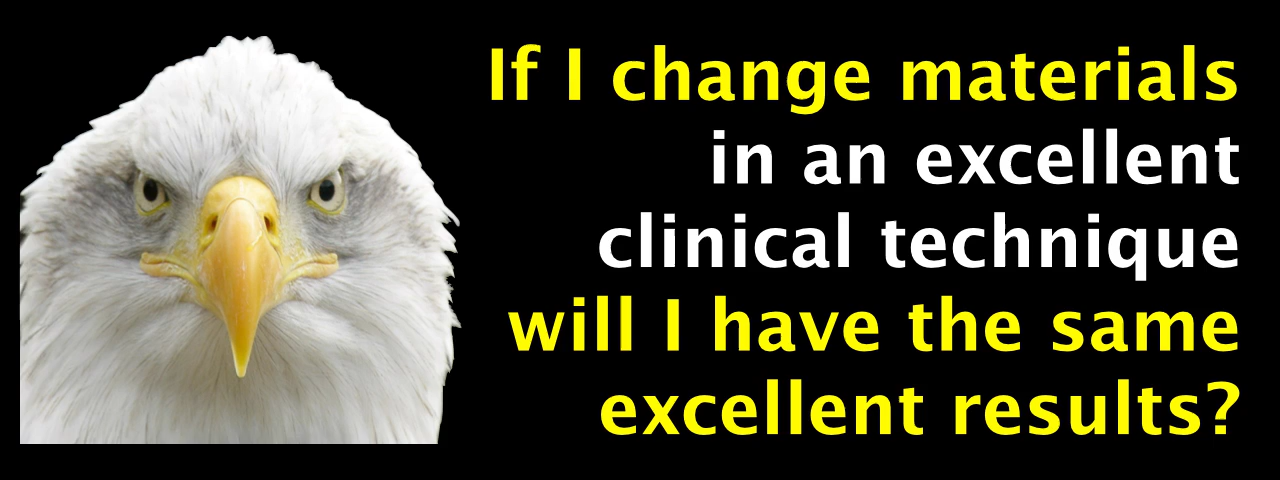 If I change materials
in an excellent
clinical technique
will I have the same
excellent results?